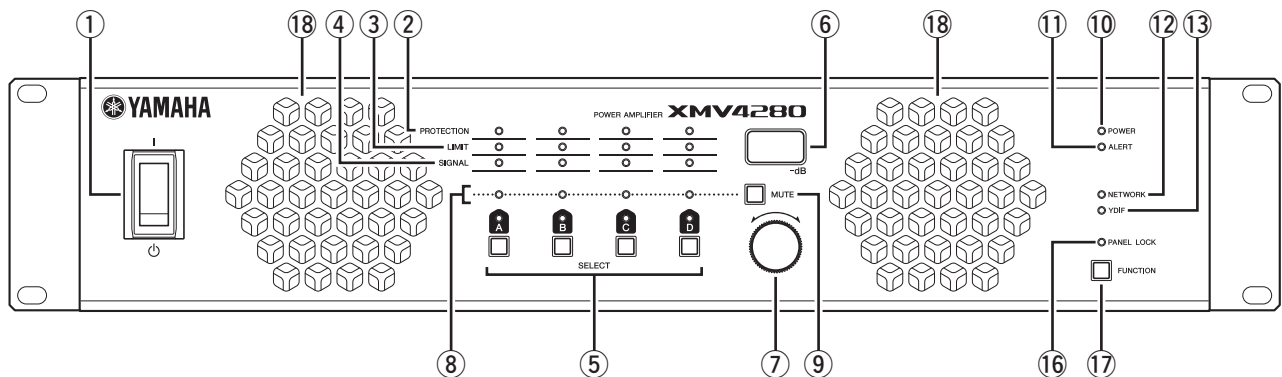 ① ⑱ ④ ③ ② ⑥ ⑱ ⑪ ⑩ ⑫ ⑬
YAMAHA
POWER AMPLIFIER XMV4280
I
PROTECTION
LIMIT
SIGNAL
-dB
POWER
ALERT
MUTE
NETWORK
YDIF
A B C D
SELECT
PANEL LOCK
FUNCTION
⑧ ⑤ ⑦ ⑨ ⑯ ⑰